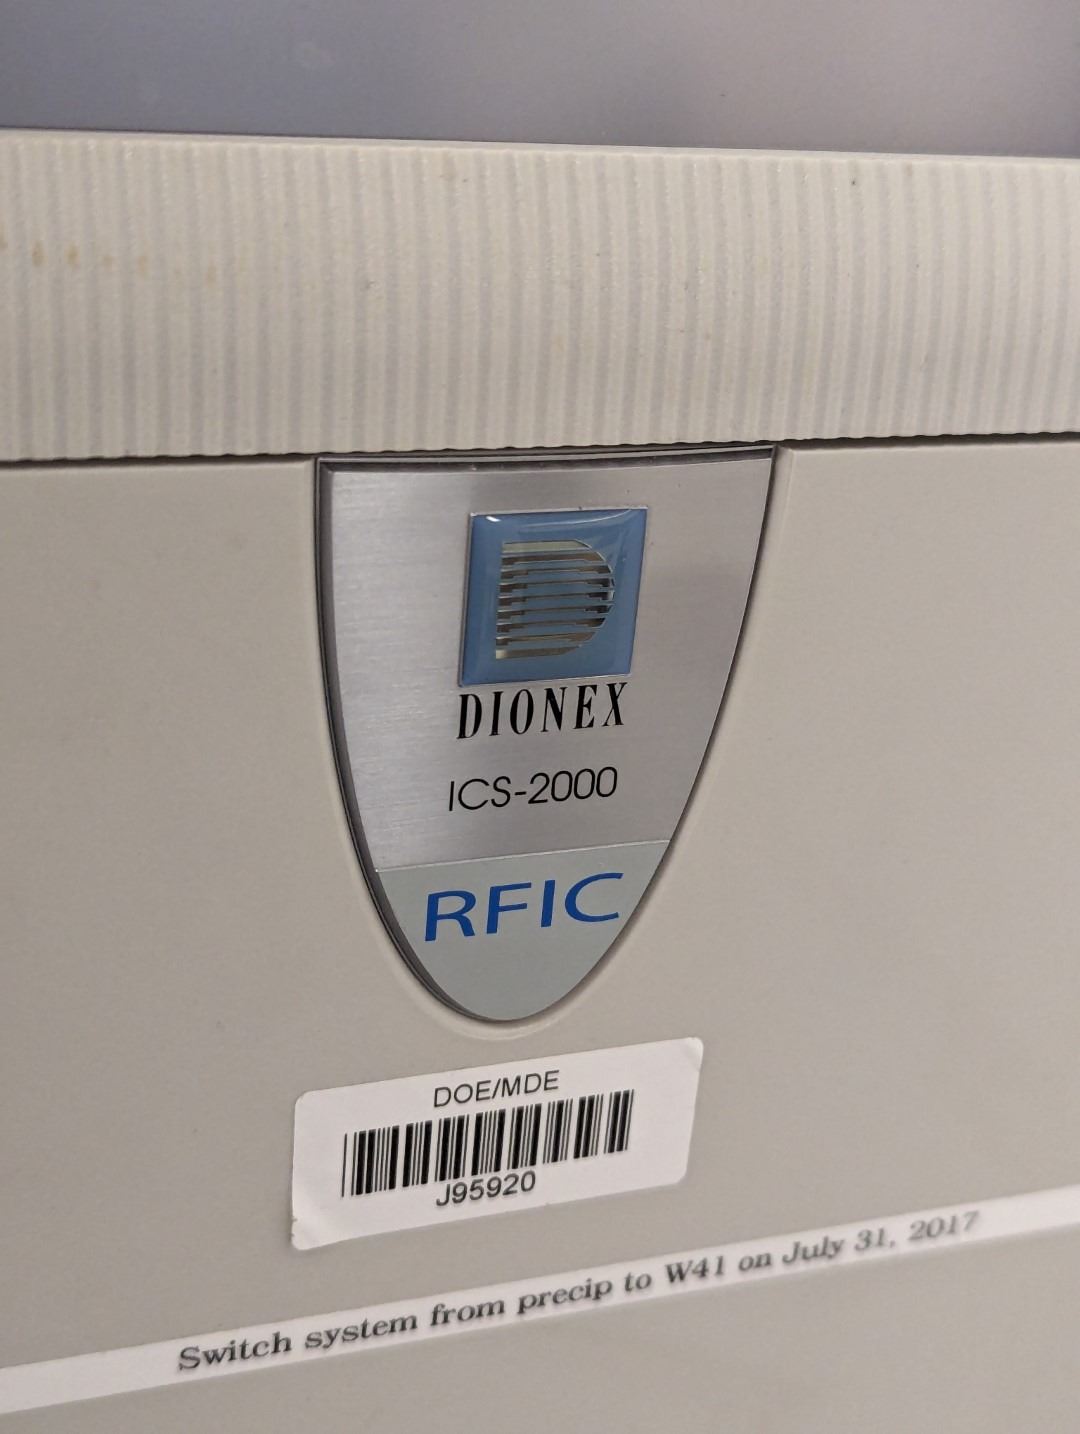 DIONEX
ICS-2000
RFIC
DOE/MDE
J95920
Switch system from precip to W41 on July 31, 2017